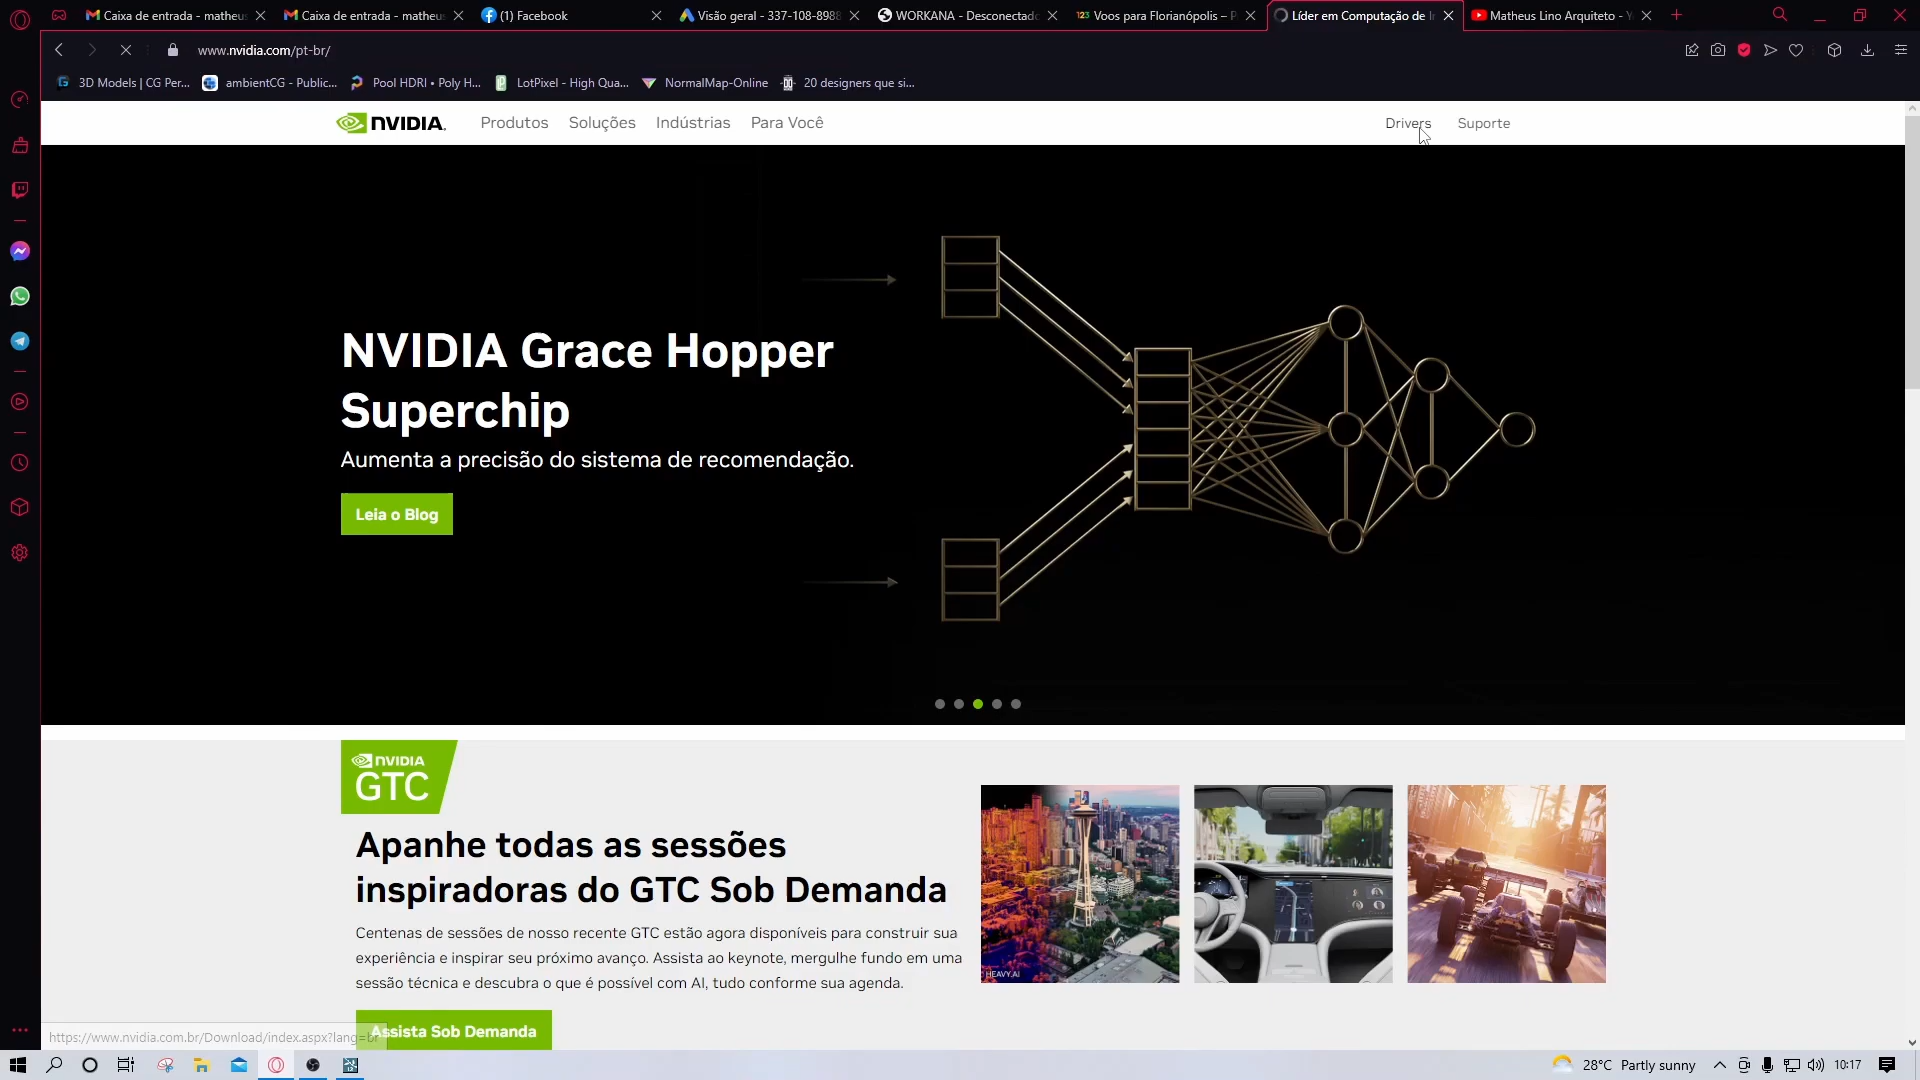 Caixa de entrada - matheus
Caixa de entrada - matheus
(1) Facebook
Visão geral - 337-108-8988
WORKANA - Desconectado
Voos para Florianópolis – P
Líder em Computação de In
Matheus Lino Arquiteto - Y
www.nvidia.com/pt-br/
3D Models | CG Per...
ambientCG - Public...
Pool HDRI • Poly H...
LotPixel - High Qua...
NormalMap-Online
20 designers que si...
NVIDIA.
Produtos
Soluções
Indústrias
Para Você
Drivers
Suporte
NVIDIA Grace Hopper
Superchip
Aumenta a precisão do sistema de recomendação.
Leia o Blog
NVIDIA
GTC
Apanhe todas as sessões
inspiradoras do GTC Sob Demanda
Centenas de sessões de nosso recente GTC estão agora disponíveis para construir sua
experiência e inspirar seu próximo avanço. Assista ao keynote, mergulhe fundo em uma
sessão técnica e descubra o que é possível com AI, tudo conforme sua agenda.
HEAVY.AI
Assista Sob Demanda
https://www.nvidia.com.br/Download/index.aspx?lang=br
28°C Partly sunny
10:17